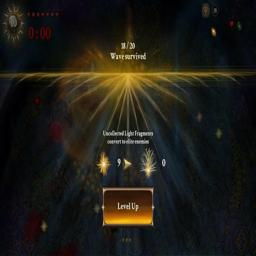 0:00
18 / 20
Wave survived
Uncollected Light Fragments
convert to elite enemies
9 0
Level Up